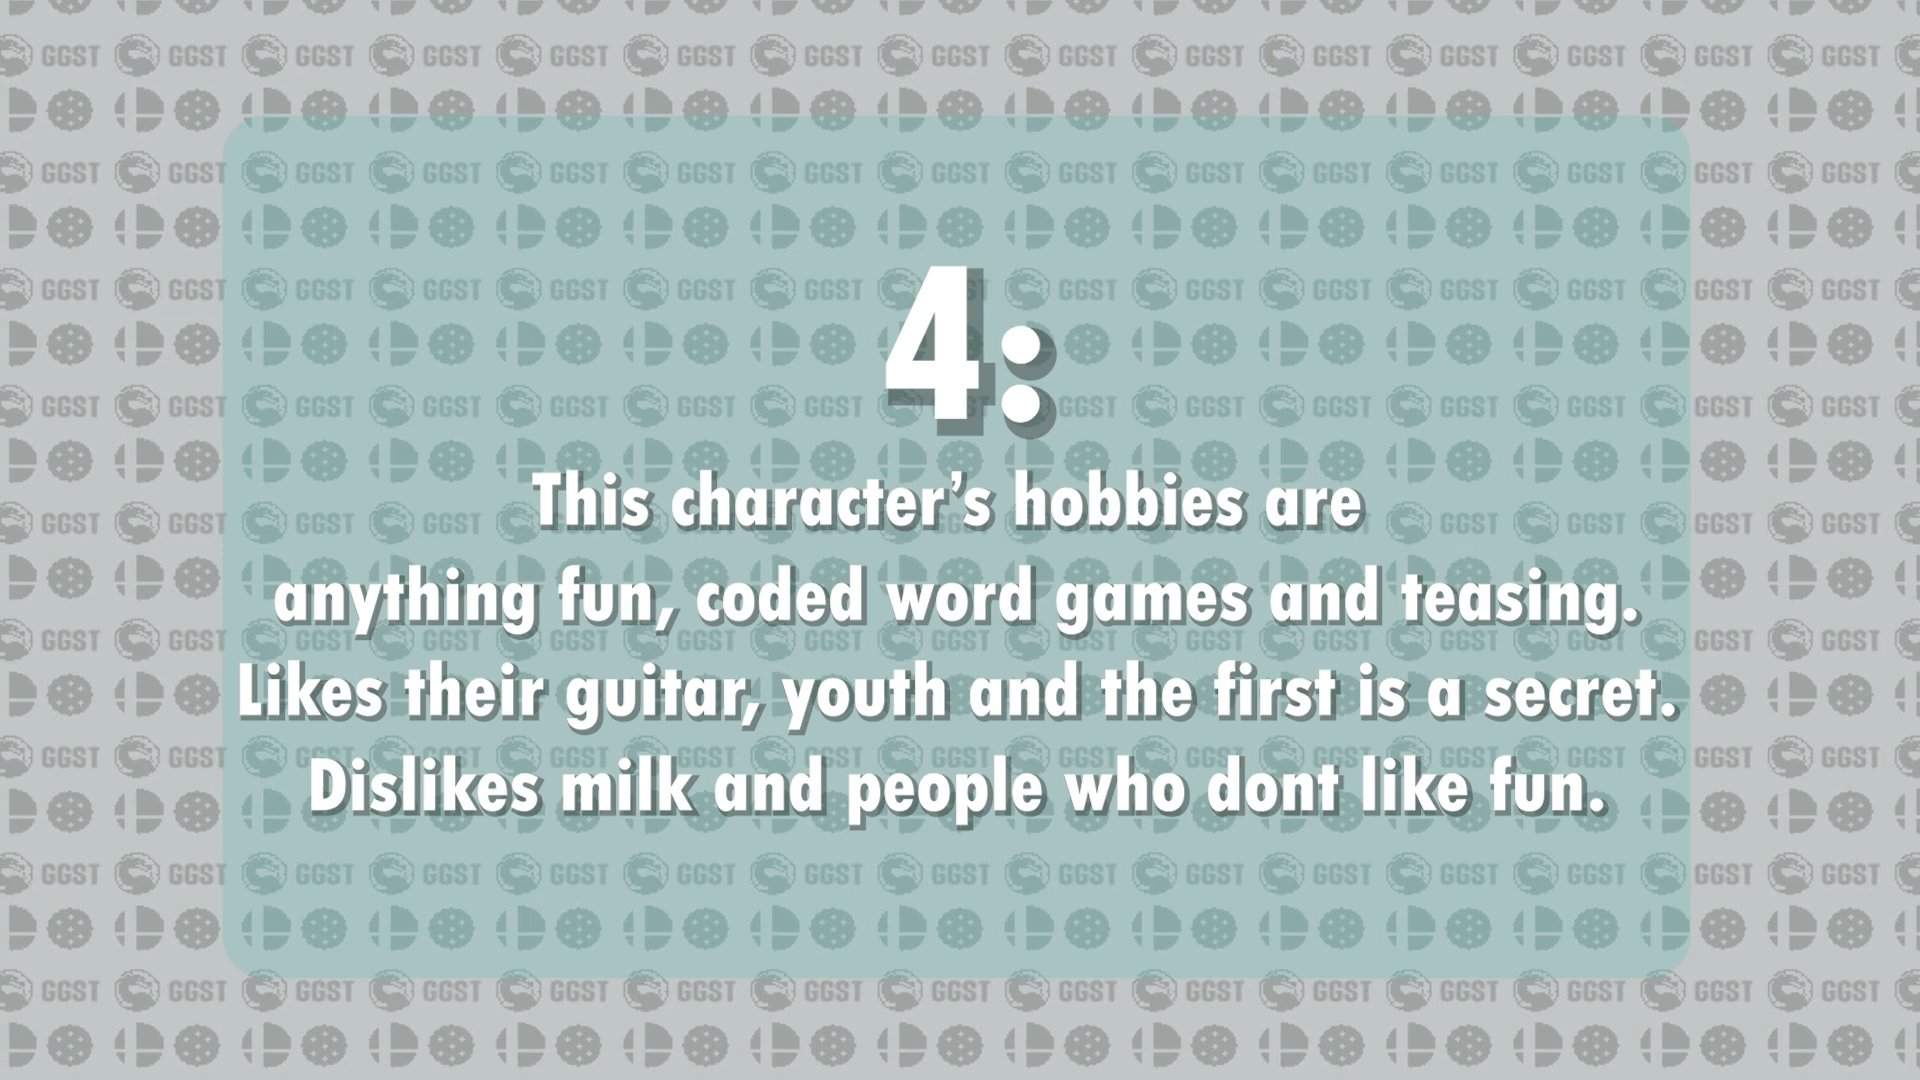 4:
This character’s hobbies are
anything fun, coded word games and teasing.
Likes their guitar, youth and the first is a secret.
Dislikes milk and people who dont like fun.
GGST